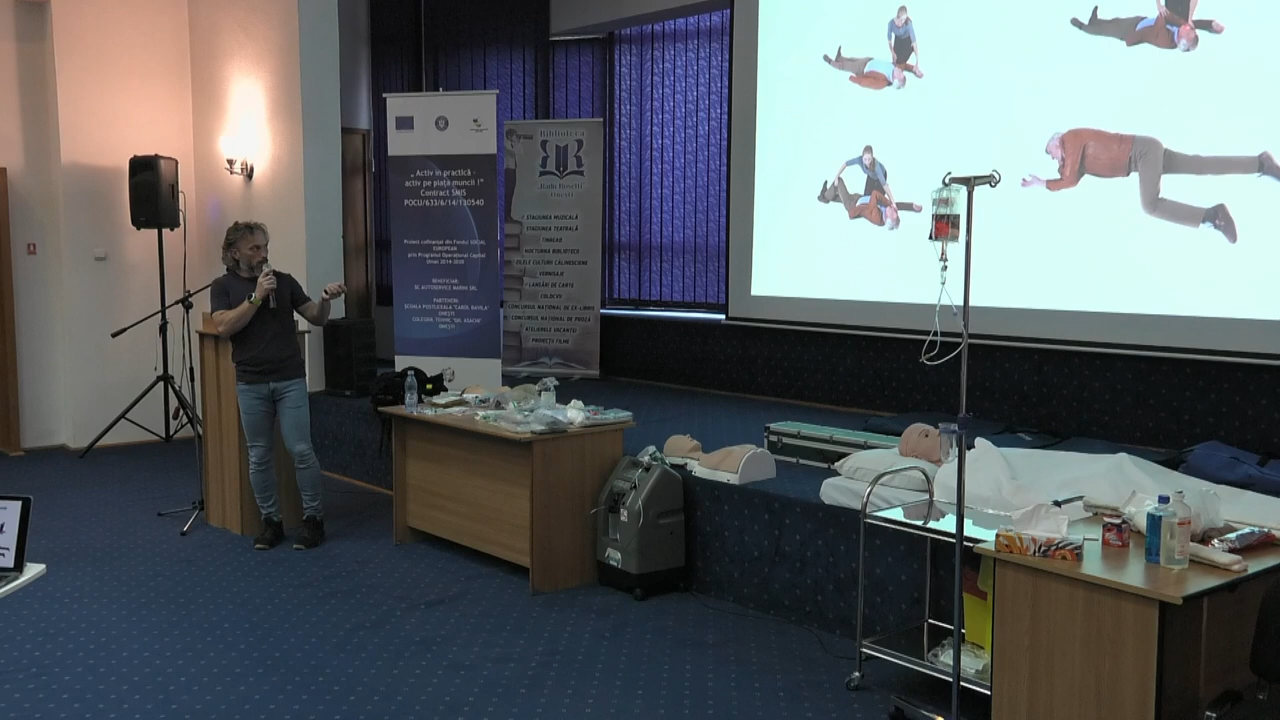 „ Activ în practică -
activ pe piața muncii !"
Contract SMIS
POCU/633/6/14/130540
Proiect cofinanțat din Fondul SOCIAL
EUROPEAN
prin Programul Operațional Capital
Uman 2014-2020
BENEFICIAR:
SC AUTOSERVICE MARIN SRL
PARTENERI:
ȘCOALA POSTLICEALĂ "CAROL DAVILA"
ONEȘTI
COLEGIUL TEHNIC "GH. ASACHI"
ONEȘTI
Biblioteca
Radu Rosetti
Onești
STAGIUNEA MUZICALĂ
STAGIUNEA TEATRALĂ
NOCTURNA BIBLIOTECII
ZILELE CULTURII CĂLINESCIENE
VERNISAJE
LANSĂRI DE CARTE
COLOCVII
CONCURSUL NAȚIONAL DE EX-LIBRIS
CONCURSUL NAȚIONAL DE PROZĂ
ATELIERELE VACANȚEI
PROIECȚII FILME